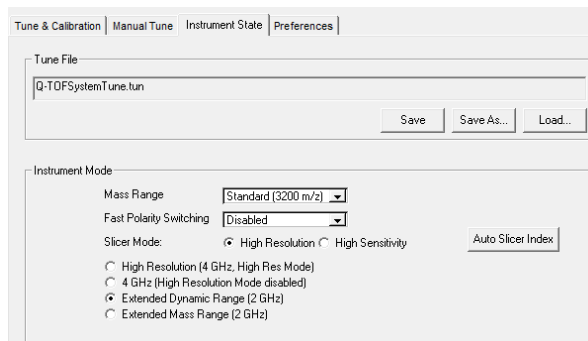 Tune & Calibration Manual Tune Instrument State Preferences
Tune File
Q-TOFSystemTune.tun
Save Save As... Load...
Instrument Mode
Mass Range Standard (3200 m/z)
Fast Polarity Switching Disabled
Slicer Mode: High Resolution High Sensitivity Auto Slicer Index
High Resolution (4 GHz, High Res Mode)
4 GHz (High Resolution Mode disabled)
Extended Dynamic Range (2 GHz)
Extended Mass Range (2 GHz)